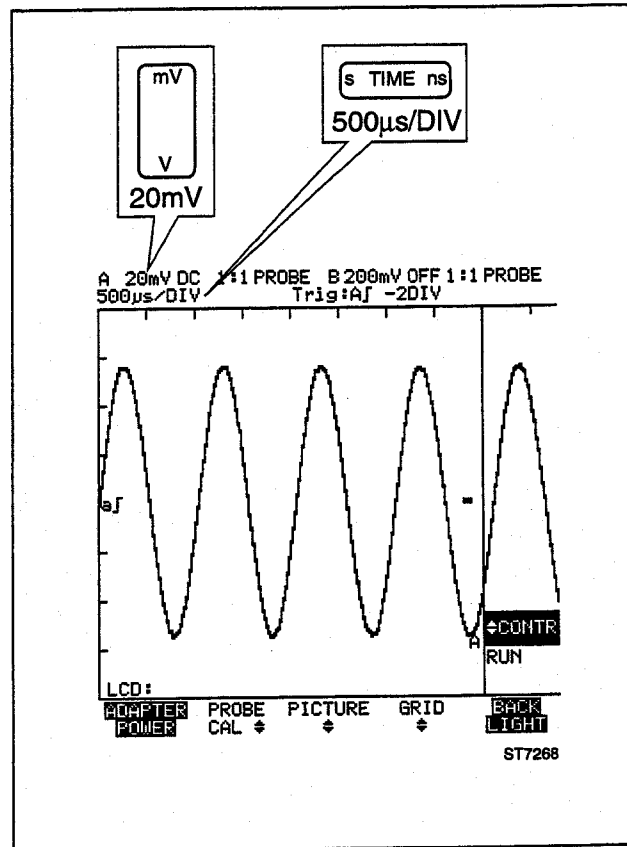 mV
V
20mV
s TIME ns
500µs/DIV
A 20mV DC 1:1 PROBE B 200mV OFF 1:1 PROBE
500µs/DIV Trig:A∫ -2DIV
a∫
A
♦CONTR
RUN
LCD:
ADAPTER POWER
PROBE CAL ♦
PICTURE ♦
GRID ♦
BACK LIGHT
ST7268